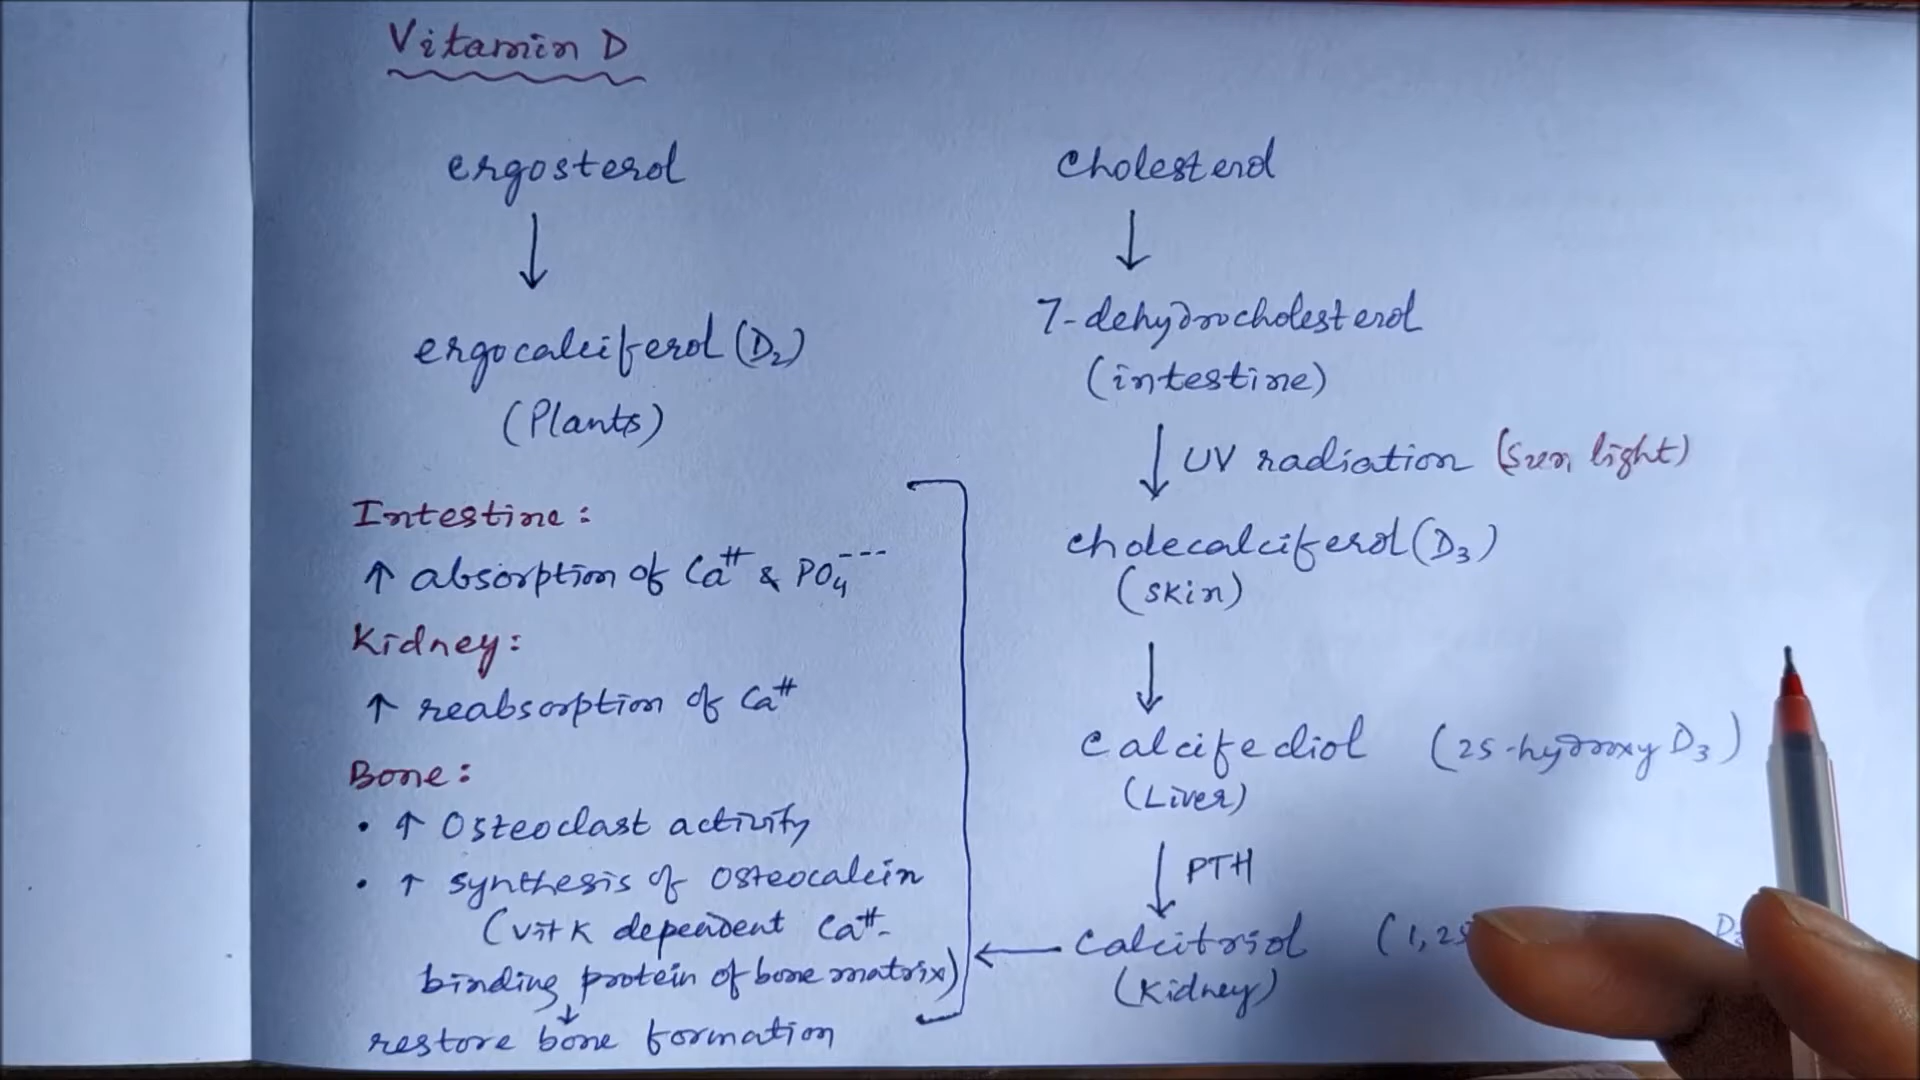 Vitamin D
ergosterol
↓
ergocalciferol (D₂)
(Plants)
Cholesterol
↓
7-dehydrocholesterol
(intestine)
↓ UV radiation (Sun light)
cholecalciferol (D₃)
(skin)
↓
Calcifediol (25-hydroxy D₃)
(Liver)
↓ PTH
← Calcitriol (1,25
(Kidney)
Intestine:
↑ absorption of Ca⁺⁺ & PO₄⁻⁻⁻
Kidney:
↑ reabsorption of Ca⁺⁺
Bone:
• ↑ Osteoclast activity
• ↑ synthesis of Osteocalcin
(vit K dependent Ca⁺⁺-
binding protein of bone matrix)
↓
restore bone formation